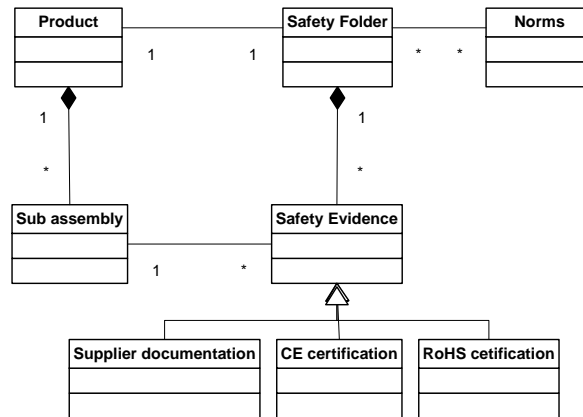 Product
Safety Folder
Norms
1
1
*
*
1
1
*
*
Sub assembly
Safety Evidence
1
*
Supplier documentation
CE certification
RoHS cetification